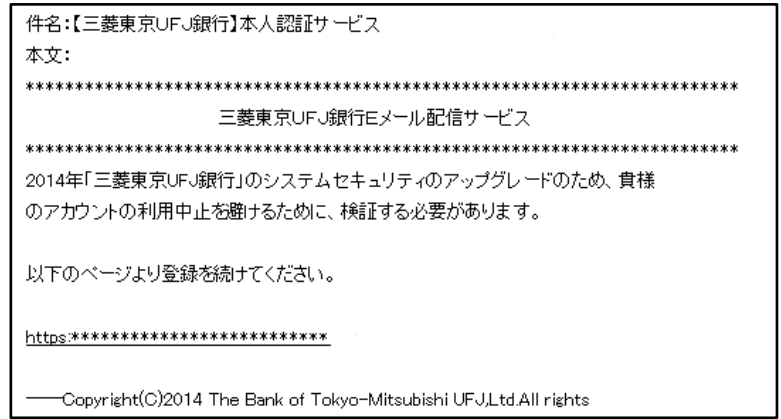 件名：【三菱東京UFJ銀行】本人認証サービス
本文：
************************************************************************
三菱東京UFJ銀行Eメール配信サービス
************************************************************************
2014年「三菱東京UFJ銀行」のシステムセキュリティのアップグレードのため、貴様
のアカウントの利用中止を避けるために、検証する必要があります。
以下のページより登録を続けてください。
https:**************************
――Copyright(C)2014 The Bank of Tokyo-Mitsubishi UFJ,Ltd.All rights